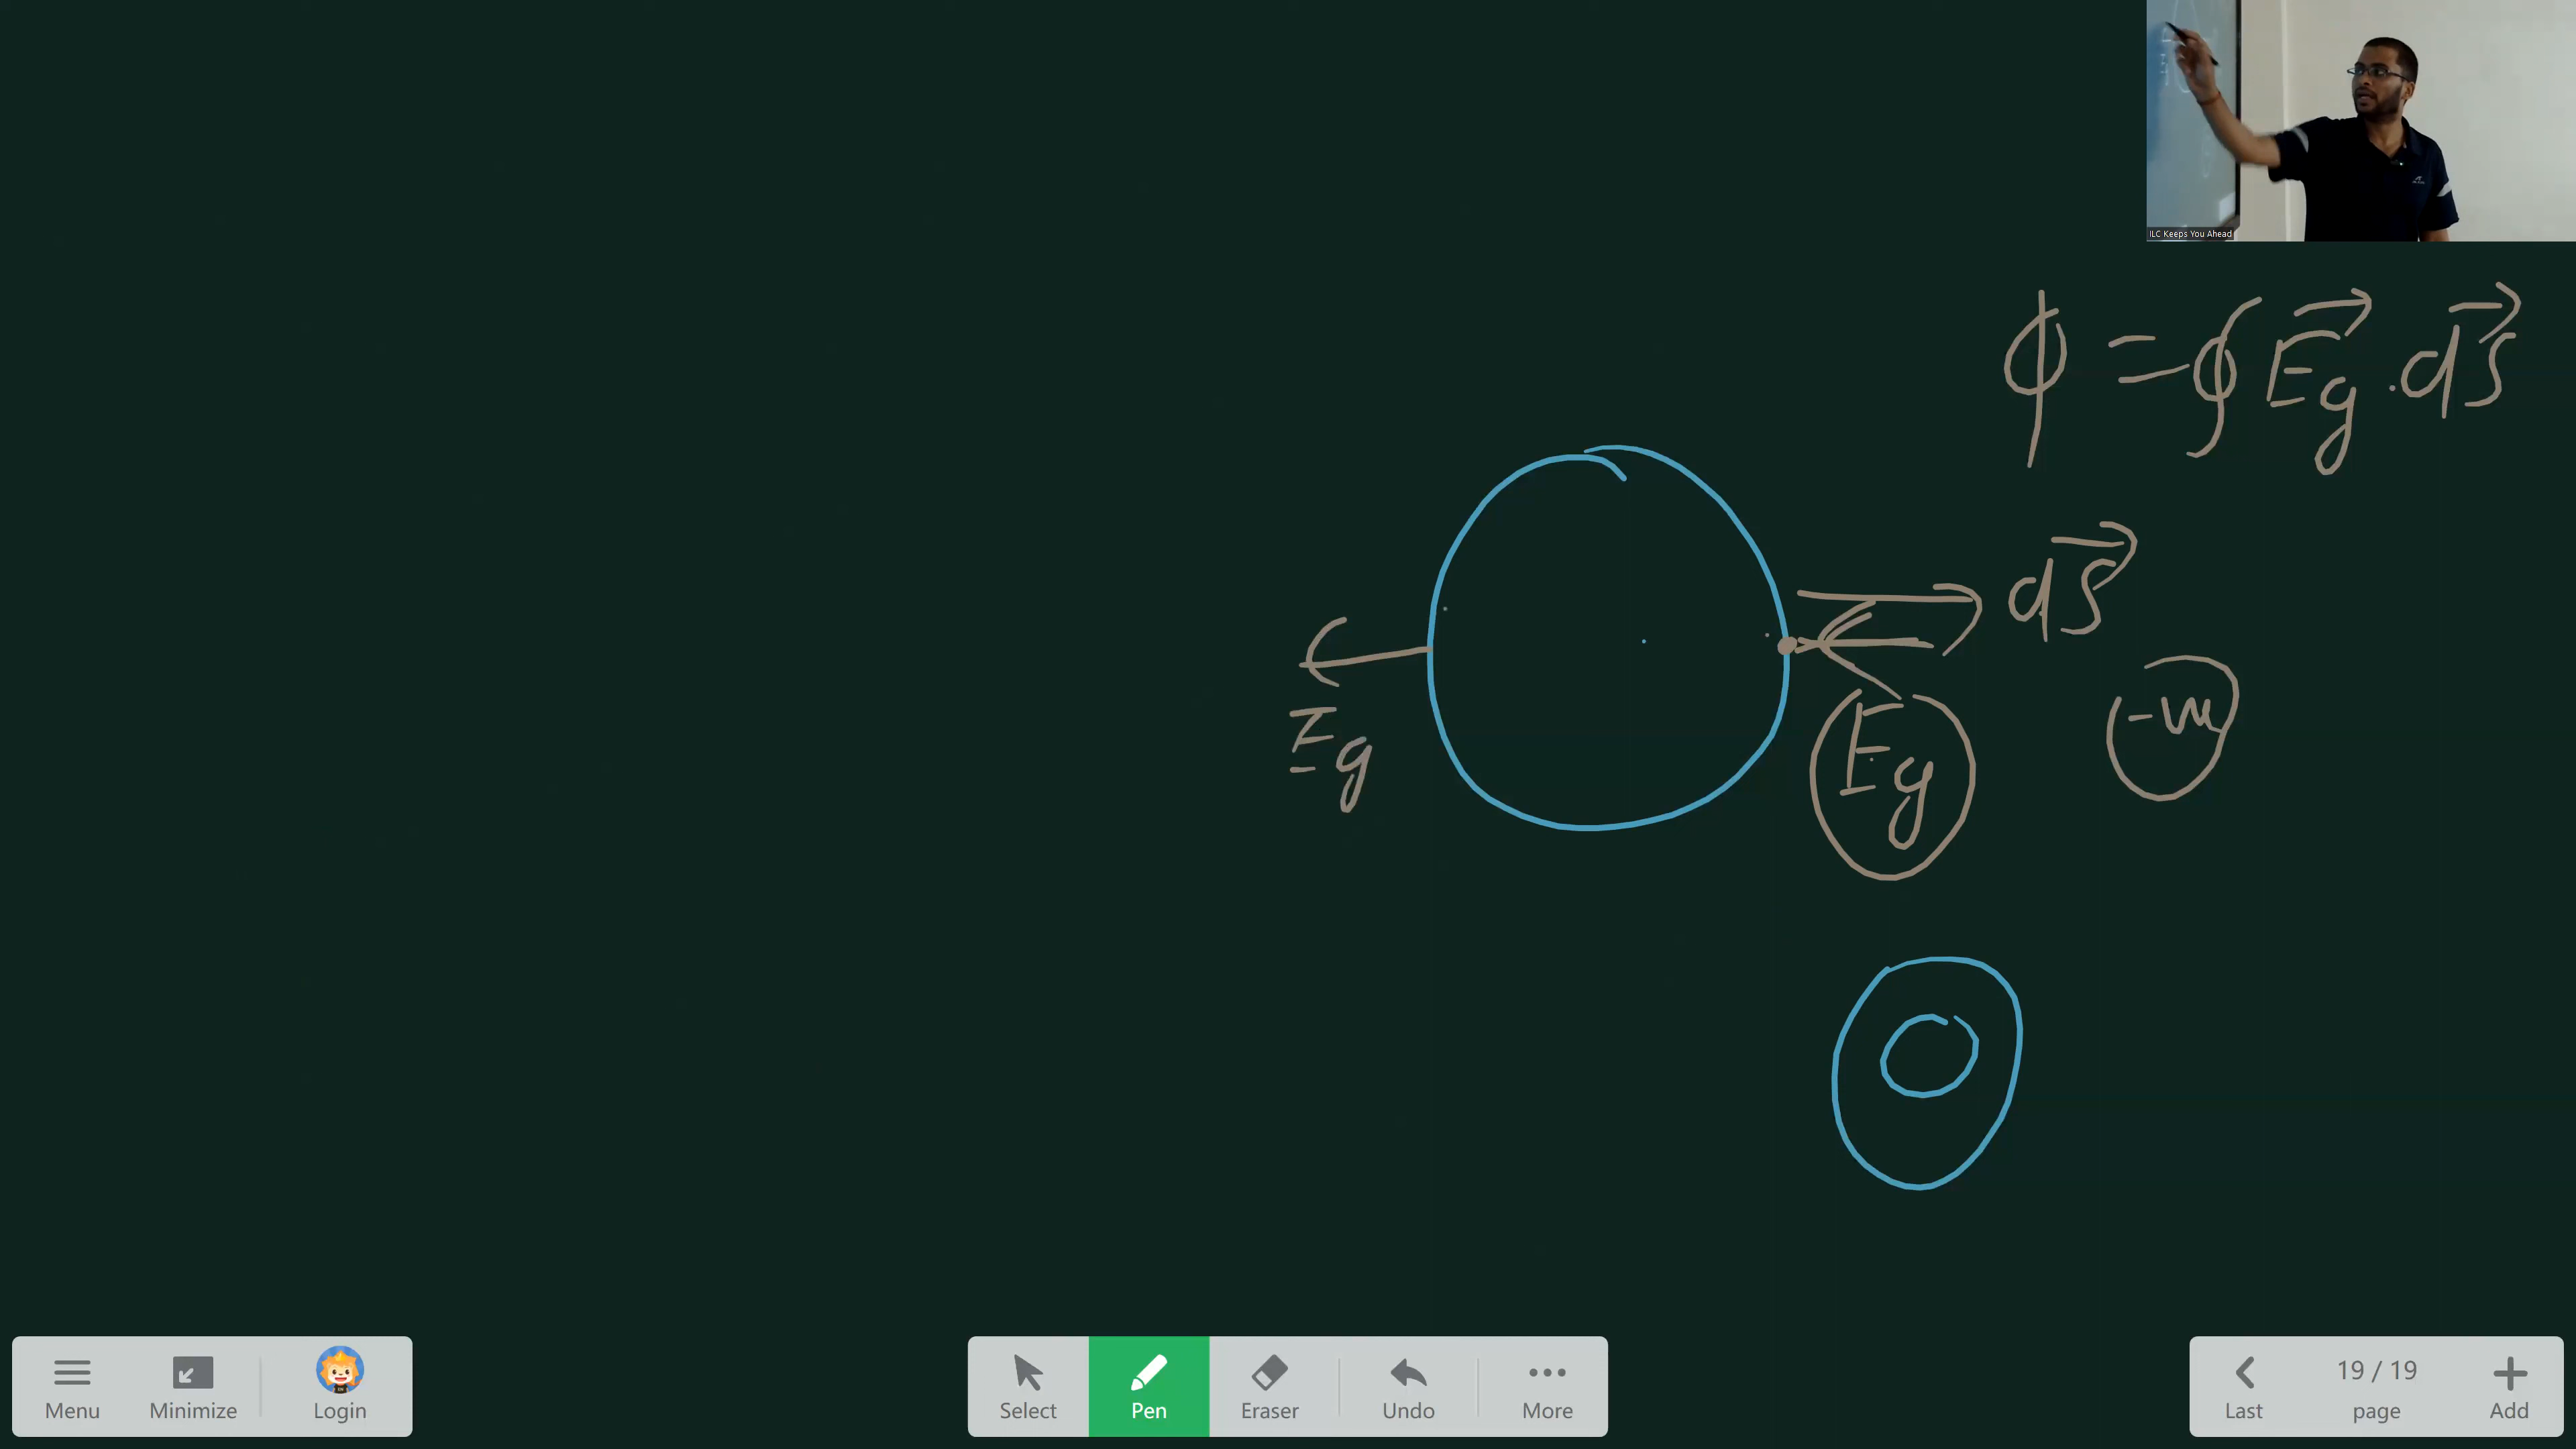 ILC Keeps You Ahead
ϕ = ∮ E⃗g . dS⃗
dS⃗
Eg
Eg
-ve
Menu
Minimize
Login
Select
Pen
Eraser
Undo
More
Last
19 / 19
page
Add